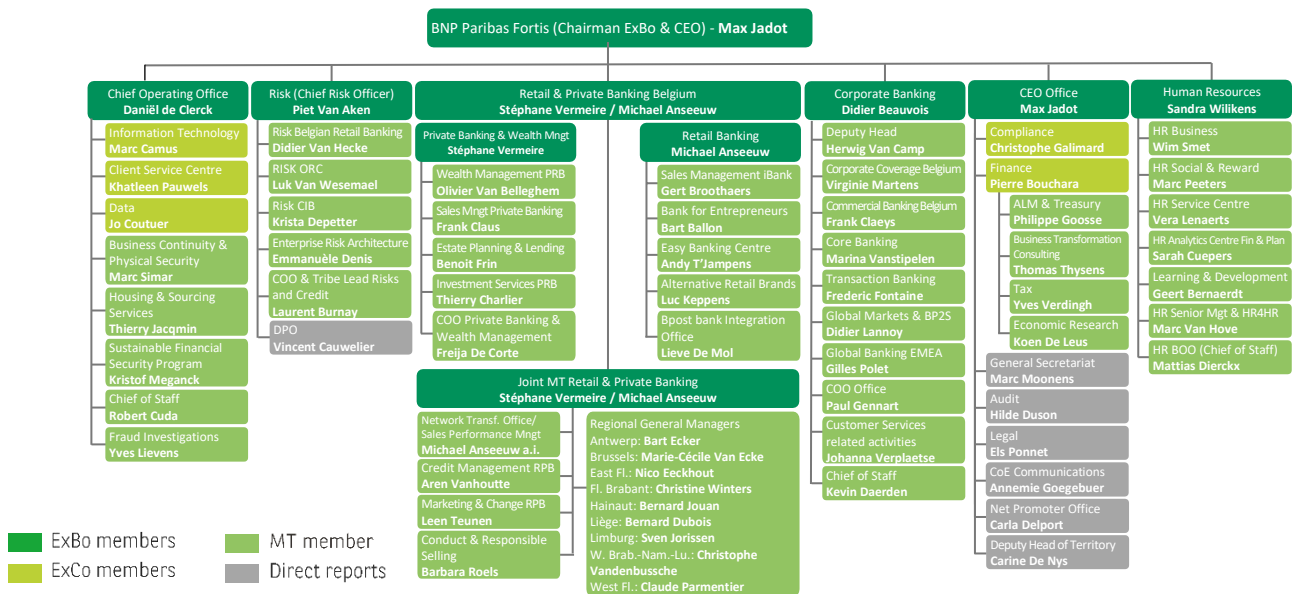 BNP Paribas Fortis (Chairman ExBo & CEO) - Max Jadot
Chief Operating Office
Daniël de Clerck
Information Technology
Marc Camus
Client Service Centre
Khatleen Pauwels
Data
Jo Coutuer
Business Continuity &
Physical Security
Marc Simar
Housing & Sourcing
Services
Thierry Jacqmin
Sustainable Financial
Security Program
Kristof Meganck
Chief of Staff
Robert Cuda
Fraud Investigations
Yves Lievens
Risk (Chief Risk Officer)
Piet Van Aken
Risk Belgian Retail Banking
Didier Van Hecke
RISK ORC
Luk Van Wesemael
Risk CIB
Krista Depetter
Enterprise Risk Architecture
Emmanuèle Denis
COO & Tribe Lead Risks
and Credit
Laurent Burnay
DPO
Vincent Cauwelier
Retail & Private Banking Belgium
Stéphane Vermeire / Michael Anseeuw
Private Banking & Wealth Mngt
Stéphane Vermeire
Wealth Management PRB
Olivier Van Belleghem
Sales Mngt Private Banking
Frank Claus
Estate Planning & Lending
Benoit Frin
Investment Services PRB
Thierry Charlier
COO Private Banking &
Wealth Management
Freija De Corte
Retail Banking
Michael Anseeuw
Sales Management iBank
Gert Broothaers
Bank for Entrepreneurs
Bart Ballon
Easy Banking Centre
Andy T'Jampens
Alternative Retail Brands
Luc Keppens
Bpost bank Integration
Office
Lieve De Mol
Joint MT Retail & Private Banking
Stéphane Vermeire / Michael Anseeuw
Network Transf. Office/
Sales Performance Mngt
Michael Anseeuw a.i.
Credit Management RPB
Aren Vanhoutte
Marketing & Change RPB
Leen Teunen
Conduct & Responsible
Selling
Barbara Roels
Regional General Managers
Antwerp: Bart Ecker
Brussels: Marie-Cécile Van Ecke
East Fl.: Nico Eeckhout
Fl. Brabant: Christine Winters
Hainaut: Bernard Jouan
Liège: Bernard Dubois
Limburg: Sven Jorissen
W. Brab.-Nam.-Lu.: Christophe
Vandenbussche
West Fl.: Claude Parmentier
Corporate Banking
Didier Beauvois
Deputy Head
Herwig Van Camp
Corporate Coverage Belgium
Virginie Martens
Commercial Banking Belgium
Frank Claeys
Core Banking
Marina Vanstipelen
Transaction Banking
Frederic Fontaine
Global Markets & BP2S
Didier Lannoy
Global Banking EMEA
Gilles Polet
COO Office
Paul Gennart
Customer Services
related activities
Johanna Verplaetse
Chief of Staff
Kevin Daerden
CEO Office
Max Jadot
Compliance
Christophe Galimard
Finance
Pierre Bouchara
ALM & Treasury
Philippe Goosse
Business Transformation
Consulting
Thomas Thysens
Tax
Yves Verdingh
Economic Research
Koen De Leus
General Secretariat
Marc Moonens
Audit
Hilde Duson
Legal
Els Ponnet
CoE Communications
Annemie Goegebuer
Net Promoter Office
Carla Delport
Deputy Head of Territory
Carine De Nys
Human Resources
Sandra Wilikens
HR Business
Wim Smet
HR Social & Reward
Marc Peeters
HR Service Centre
Vera Lenaerts
HR Analytics Centre Fin & Plan
Sarah Cuepers
Learning & Development
Geert Bernaerdt
HR Senior Mgt & HR4HR
Marc Van Hove
HR BOO (Chief of Staff)
Mattias Dierckx
ExBo members
ExCo members
MT member
Direct reports